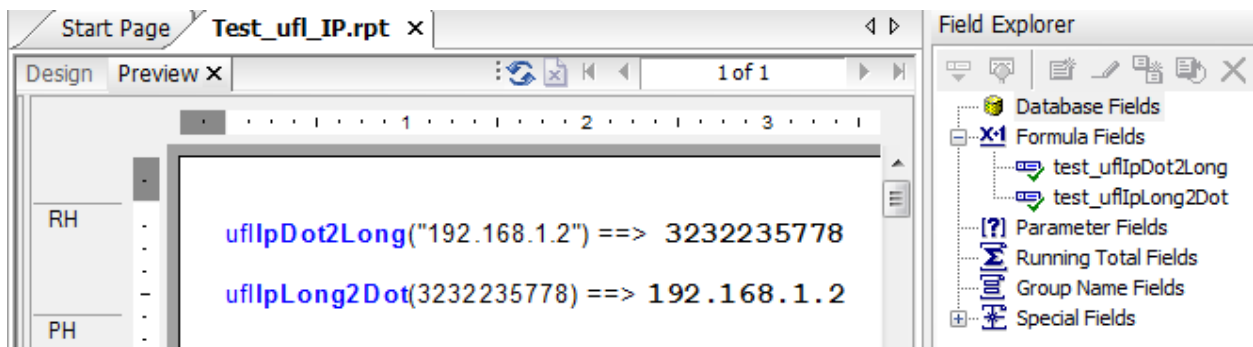 Start Page
Test_ufl_IP.rpt ×
Field Explorer
Design
Preview ×
1 of 1
1 2 3
Database Fields
X+1 Formula Fields
test_uflIpDot2Long
test_uflIpLong2Dot
[?] Parameter Fields
Running Total Fields
Group Name Fields
Special Fields
RH
uflIpDot2Long("192.168.1.2") ==> 3232235778
uflIpLong2Dot(3232235778) ==> 192.168.1.2
PH